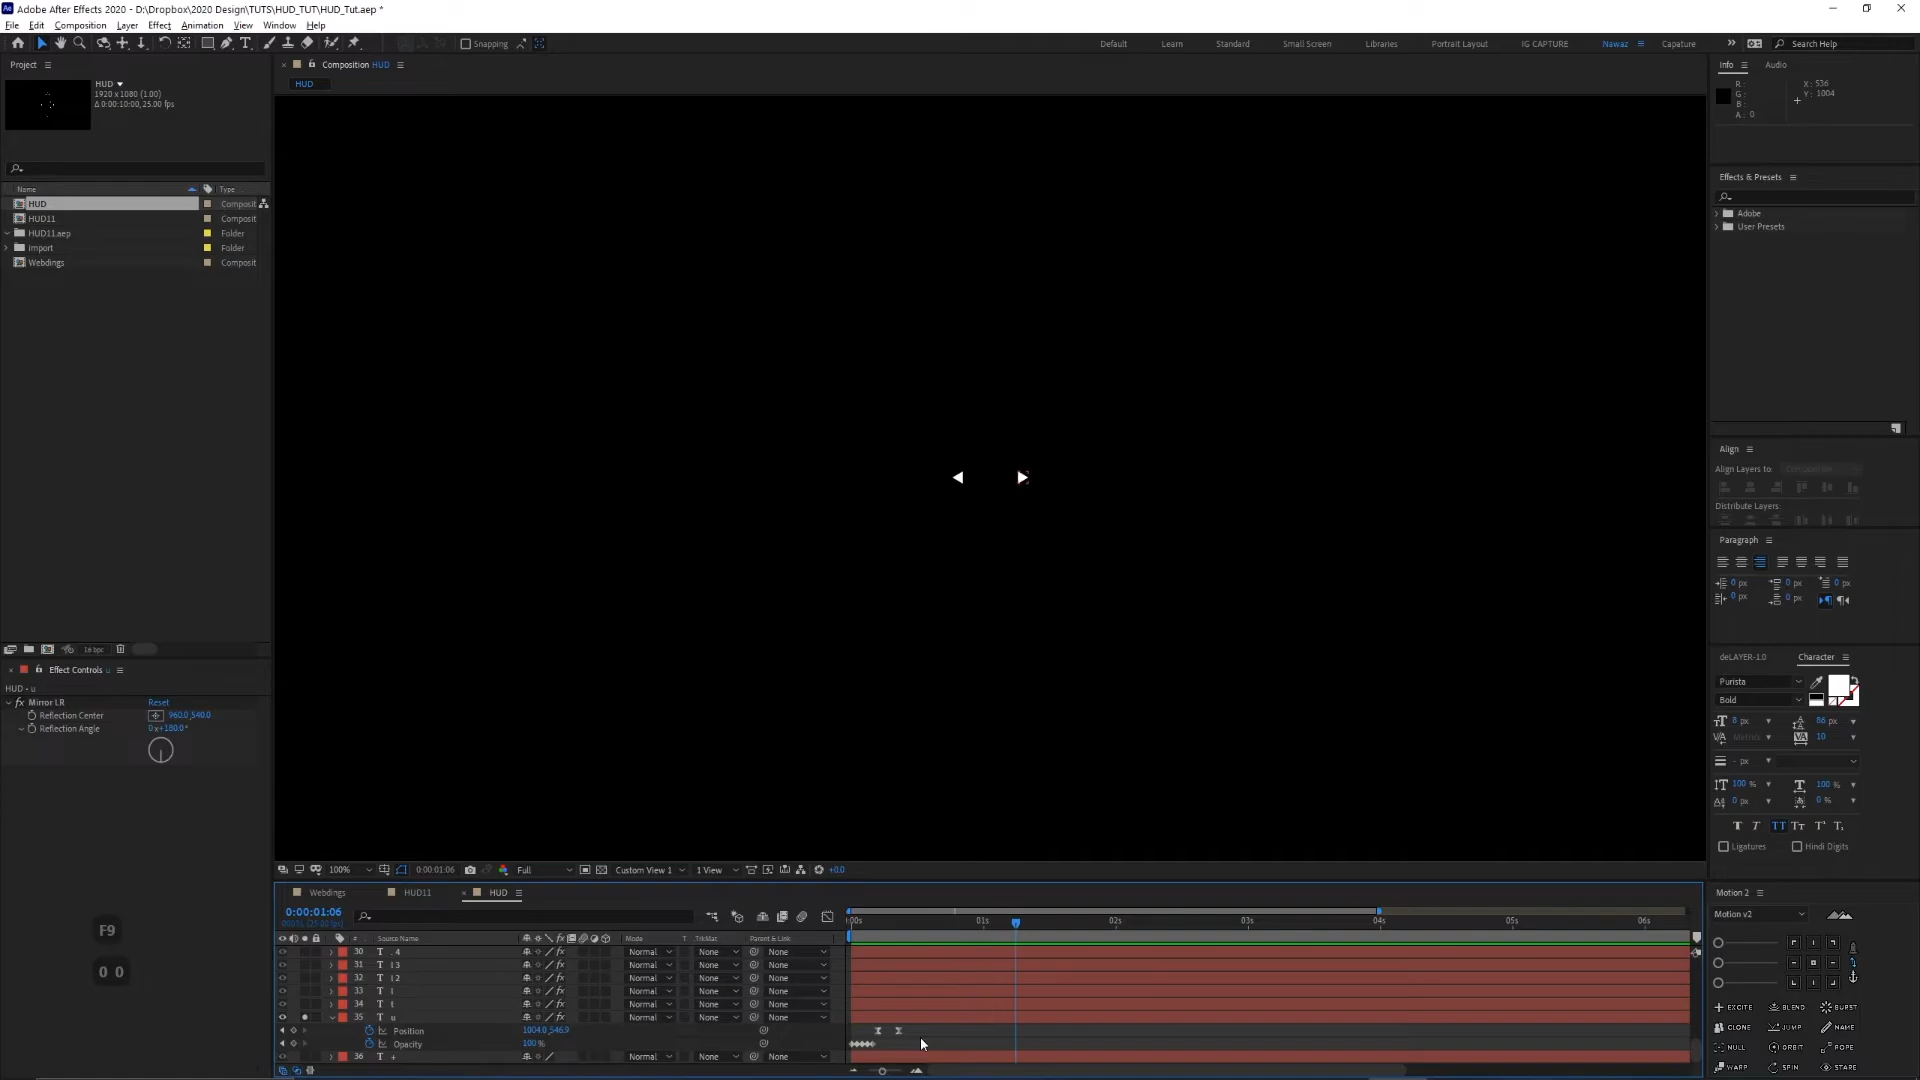 Adobe After Effects 2020 - D:\Dropbox\2020 Design\TUTS\HUD_TUT\HUD_Tut.aep *
File Edit Composition Layer Effect Animation View Window Help
Snapping
Default Learn Standard Small Screen Libraries Portrait Layout IG CAPTURE Nawaz Capature Search Help
Project
HUD
1920 x 1080 (1.00)
Δ 0:00:10:00, 25.00 fps
Name Type
HUD Composit
HUD11 Composit
HUD11.aep Folder
import Folder
Webdings Composit
16 bpc
Effect Controls u
HUD • u
fx Mirror LR Reset
Reflection Center 960.0,540.0
Reflection Angle 0x+180.0°
F9
0 0
Composition HUD
HUD
100% 0:00:01:06 Full Custom View 1 1 View +0.0
Webdings HUD11 HUD
0:00:01:06
:00s 01s 02s 03s 04s 05s 06s
# Source Name Mode T .TrkMat Parent & Link
30 T . 4 Normal None None
31 T I 3 Normal None None
32 T I 2 Normal None None
33 T I Normal None None
34 T t Normal None None
35 T u Normal None None
Position 1004.0,546.9
Opacity 100 %
36 T + Normal None None
Info Audio
R :
G :
B :
A : 0
X : 536
Y : 1004
Effects & Presets
Adobe
User Presets
Align
Align Layers to: Composition
Distribute Layers:
Paragraph
0 px 0 px 0 px
0 px 0 px
deLAYER-1.0 Character
Purista
Bold
8 px 86 px
Metrics 10
- px
100 % 100 %
0 px 0 %
T T TT Tт T¹ T₁
Ligatures Hindi Digits
Motion 2
Motion v2
EXCITE BLEND BURST
CLONE JUMP NAME
NULL ORBIT ROPE
WARP SPIN STARE